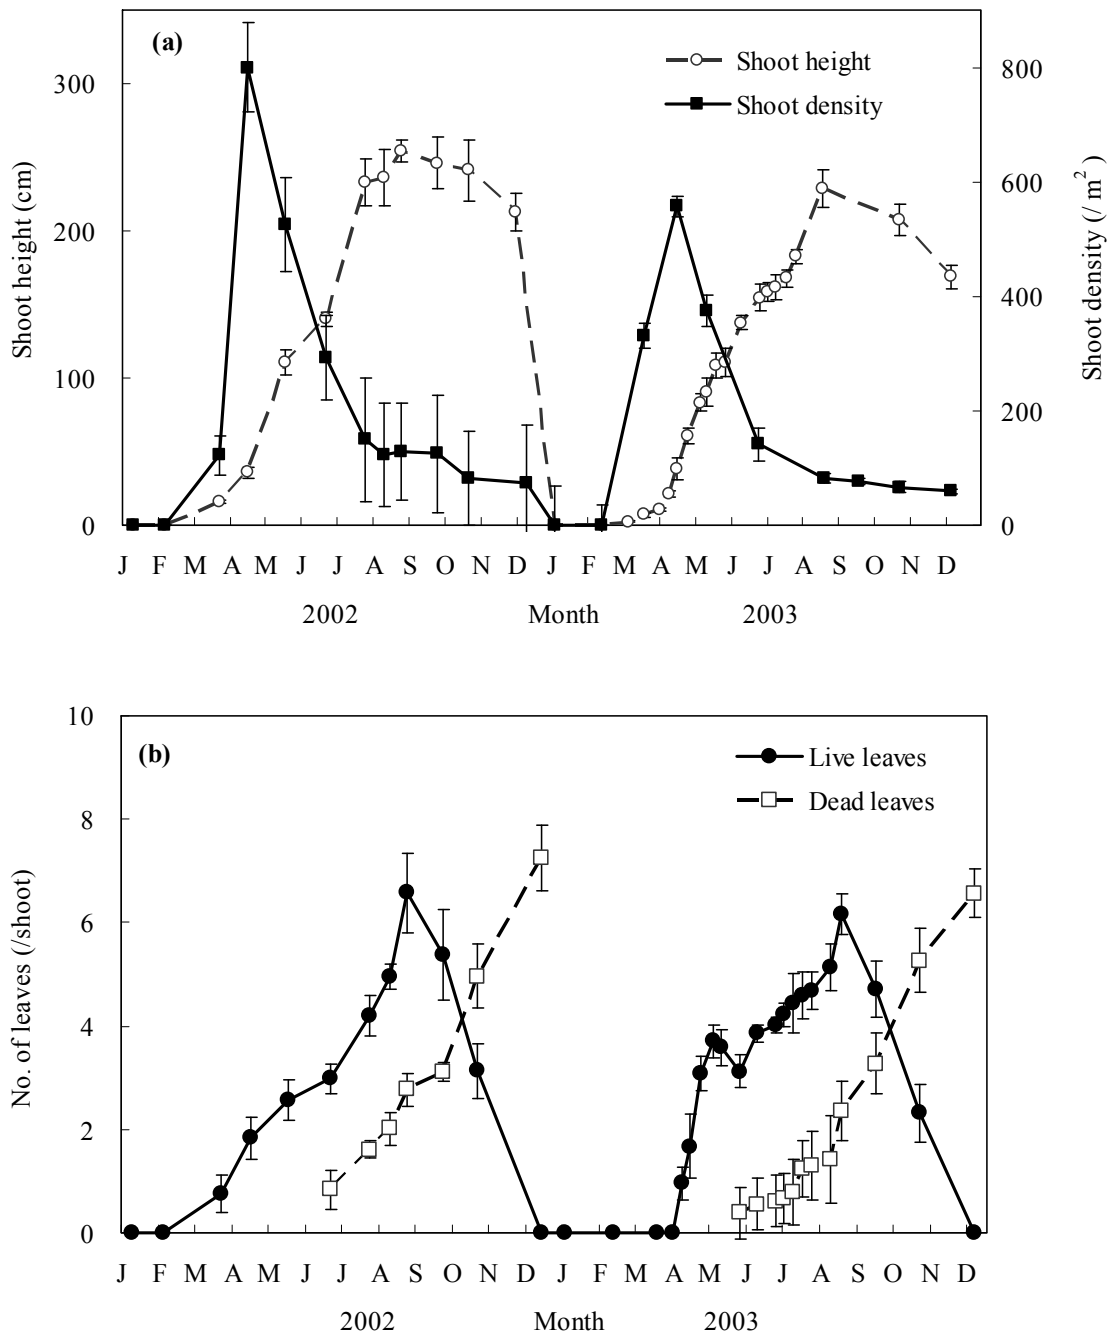 (a)
Shoot height
Shoot density
300
200
100
0
800
600
400
200
0
Shoot height (cm)
Shoot density (/ m²)
J F M A M J J A S O N D J F M A M J J A S O N D
2002 Month 2003
(b)
Live leaves
Dead leaves
10
8
6
4
2
0
No. of leaves (/shoot)
J F M A M J J A S O N D J F M A M J J A S O N D
2002 Month 2003